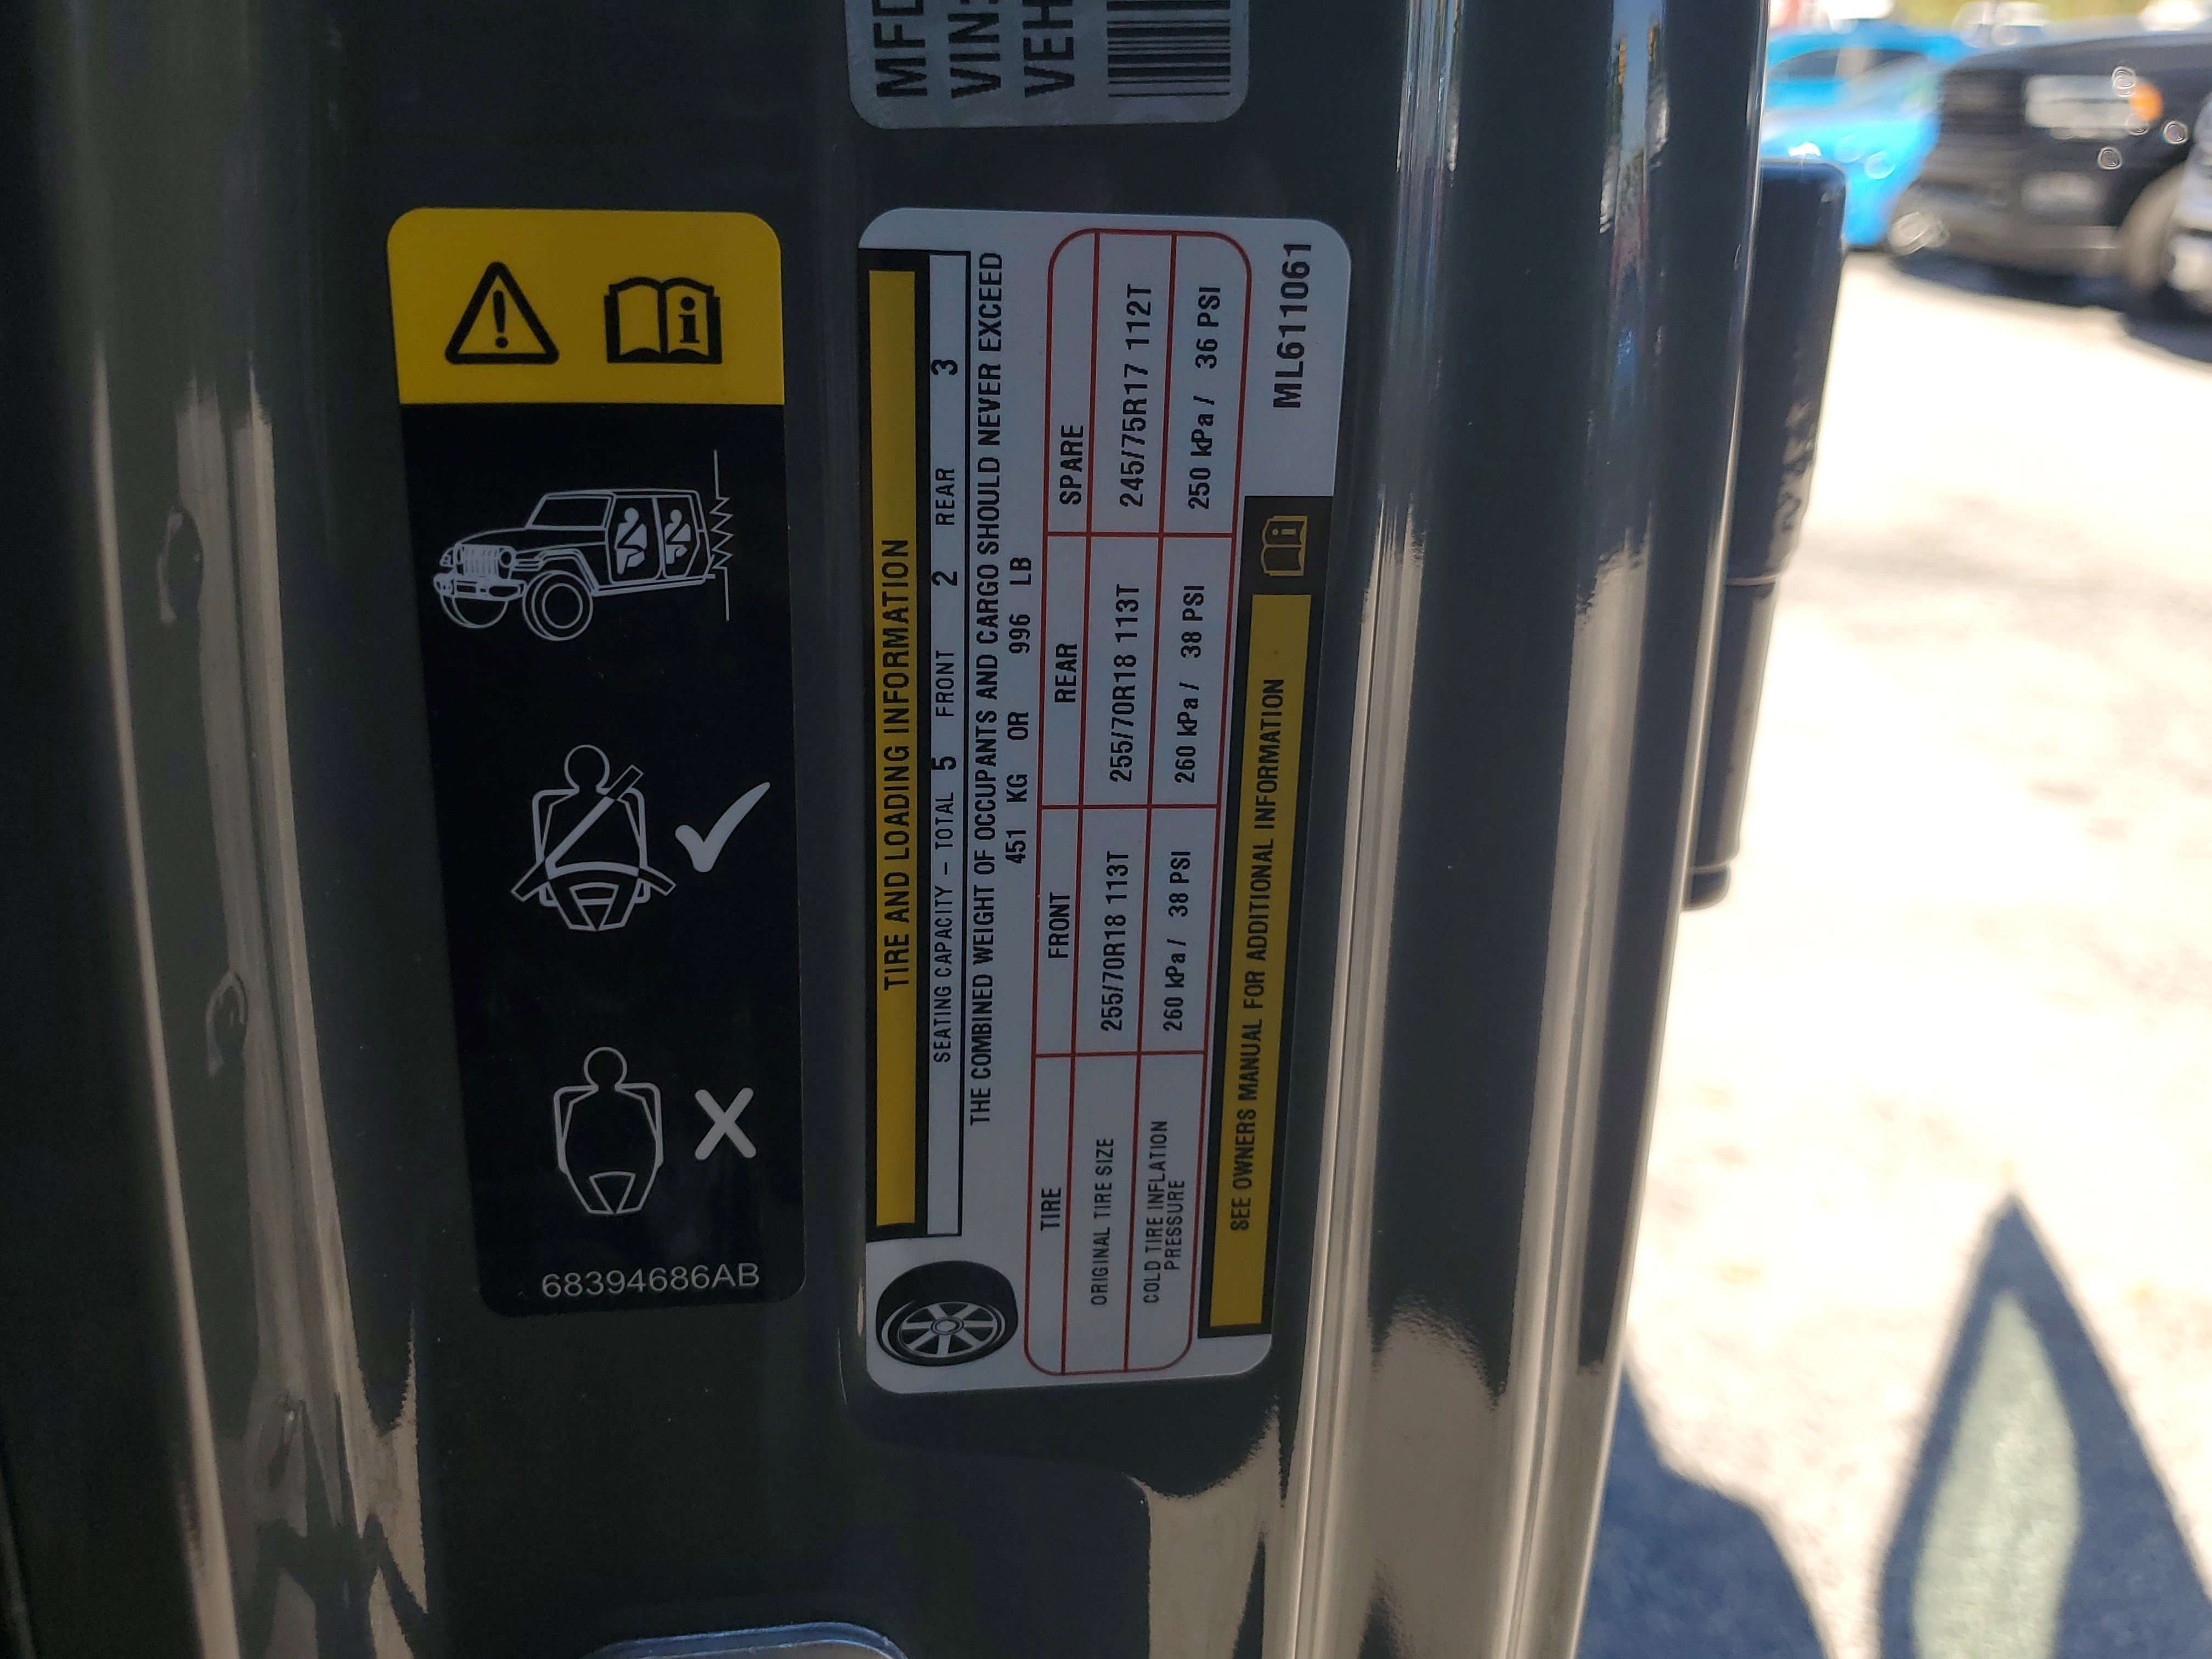 MFD
VIN:
VEH
68394686AB
TIRE AND LOADING INFORMATION
SEATING CAPACITY – TOTAL 5 FRONT 2 REAR 3
THE COMBINED WEIGHT OF OCCUPANTS AND CARGO SHOULD NEVER EXCEED
451 KG OR 996 LB
TIRE FRONT REAR SPARE
ORIGINAL TIRE SIZE 255/70R18 113T 255/70R18 113T 245/75R17 112T
COLD TIRE INFLATION
PRESSURE 260 kPa / 38 PSI 260 kPa / 38 PSI 250 kPa / 36 PSI
SEE OWNERS MANUAL FOR ADDITIONAL INFORMATION
ML6111061